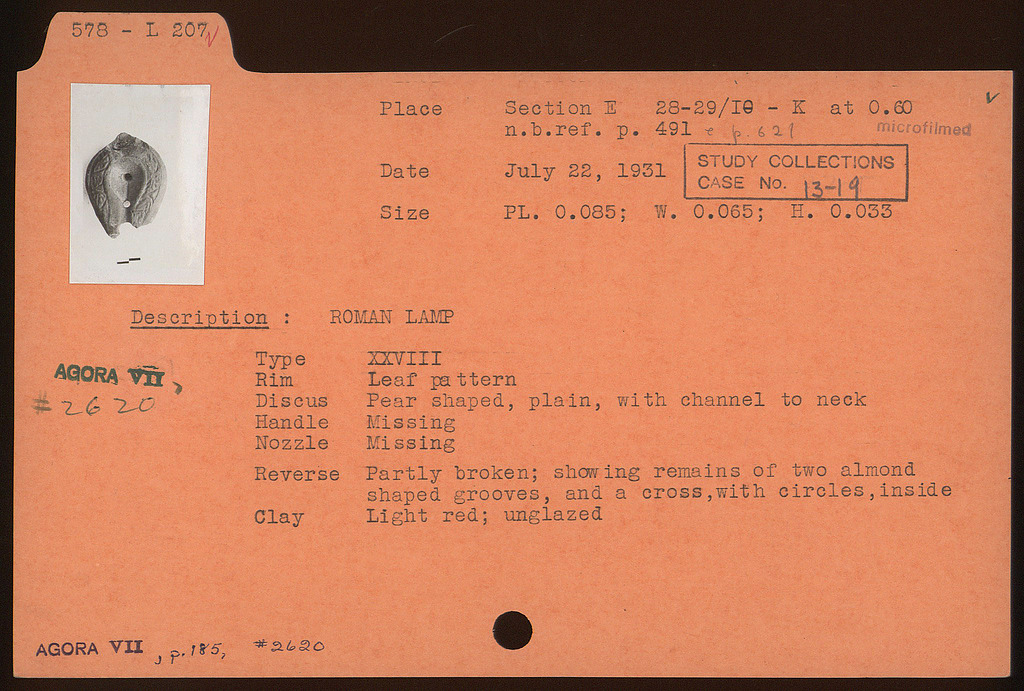 578 - L 207
Place Section E 28-29/IΘ - K at 0.60
n.b.ref. p. 491 e p. 621
microfilmed
Date July 22, 1931
STUDY COLLECTIONS
CASE No. 13-19
Size PL. 0.085; W. 0.065; H. 0.033
Description : ROMAN LAMP
AGORA VII,
#2620
Type XXVIII
Rim Leaf pattern
Discus Pear shaped, plain, with channel to neck
Handle Missing
Nozzle Missing
Reverse Partly broken; showing remains of two almond
shaped grooves, and a cross,with circles,inside
Clay Light red; unglazed
AGORA VII, p.185, #2620